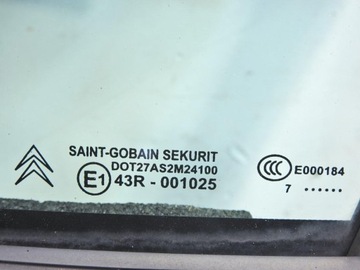 SAINT-GOBAIN SEKURIT
DOT27AS2M24100
E1 43R - 001025
CCC E000184
7 ......